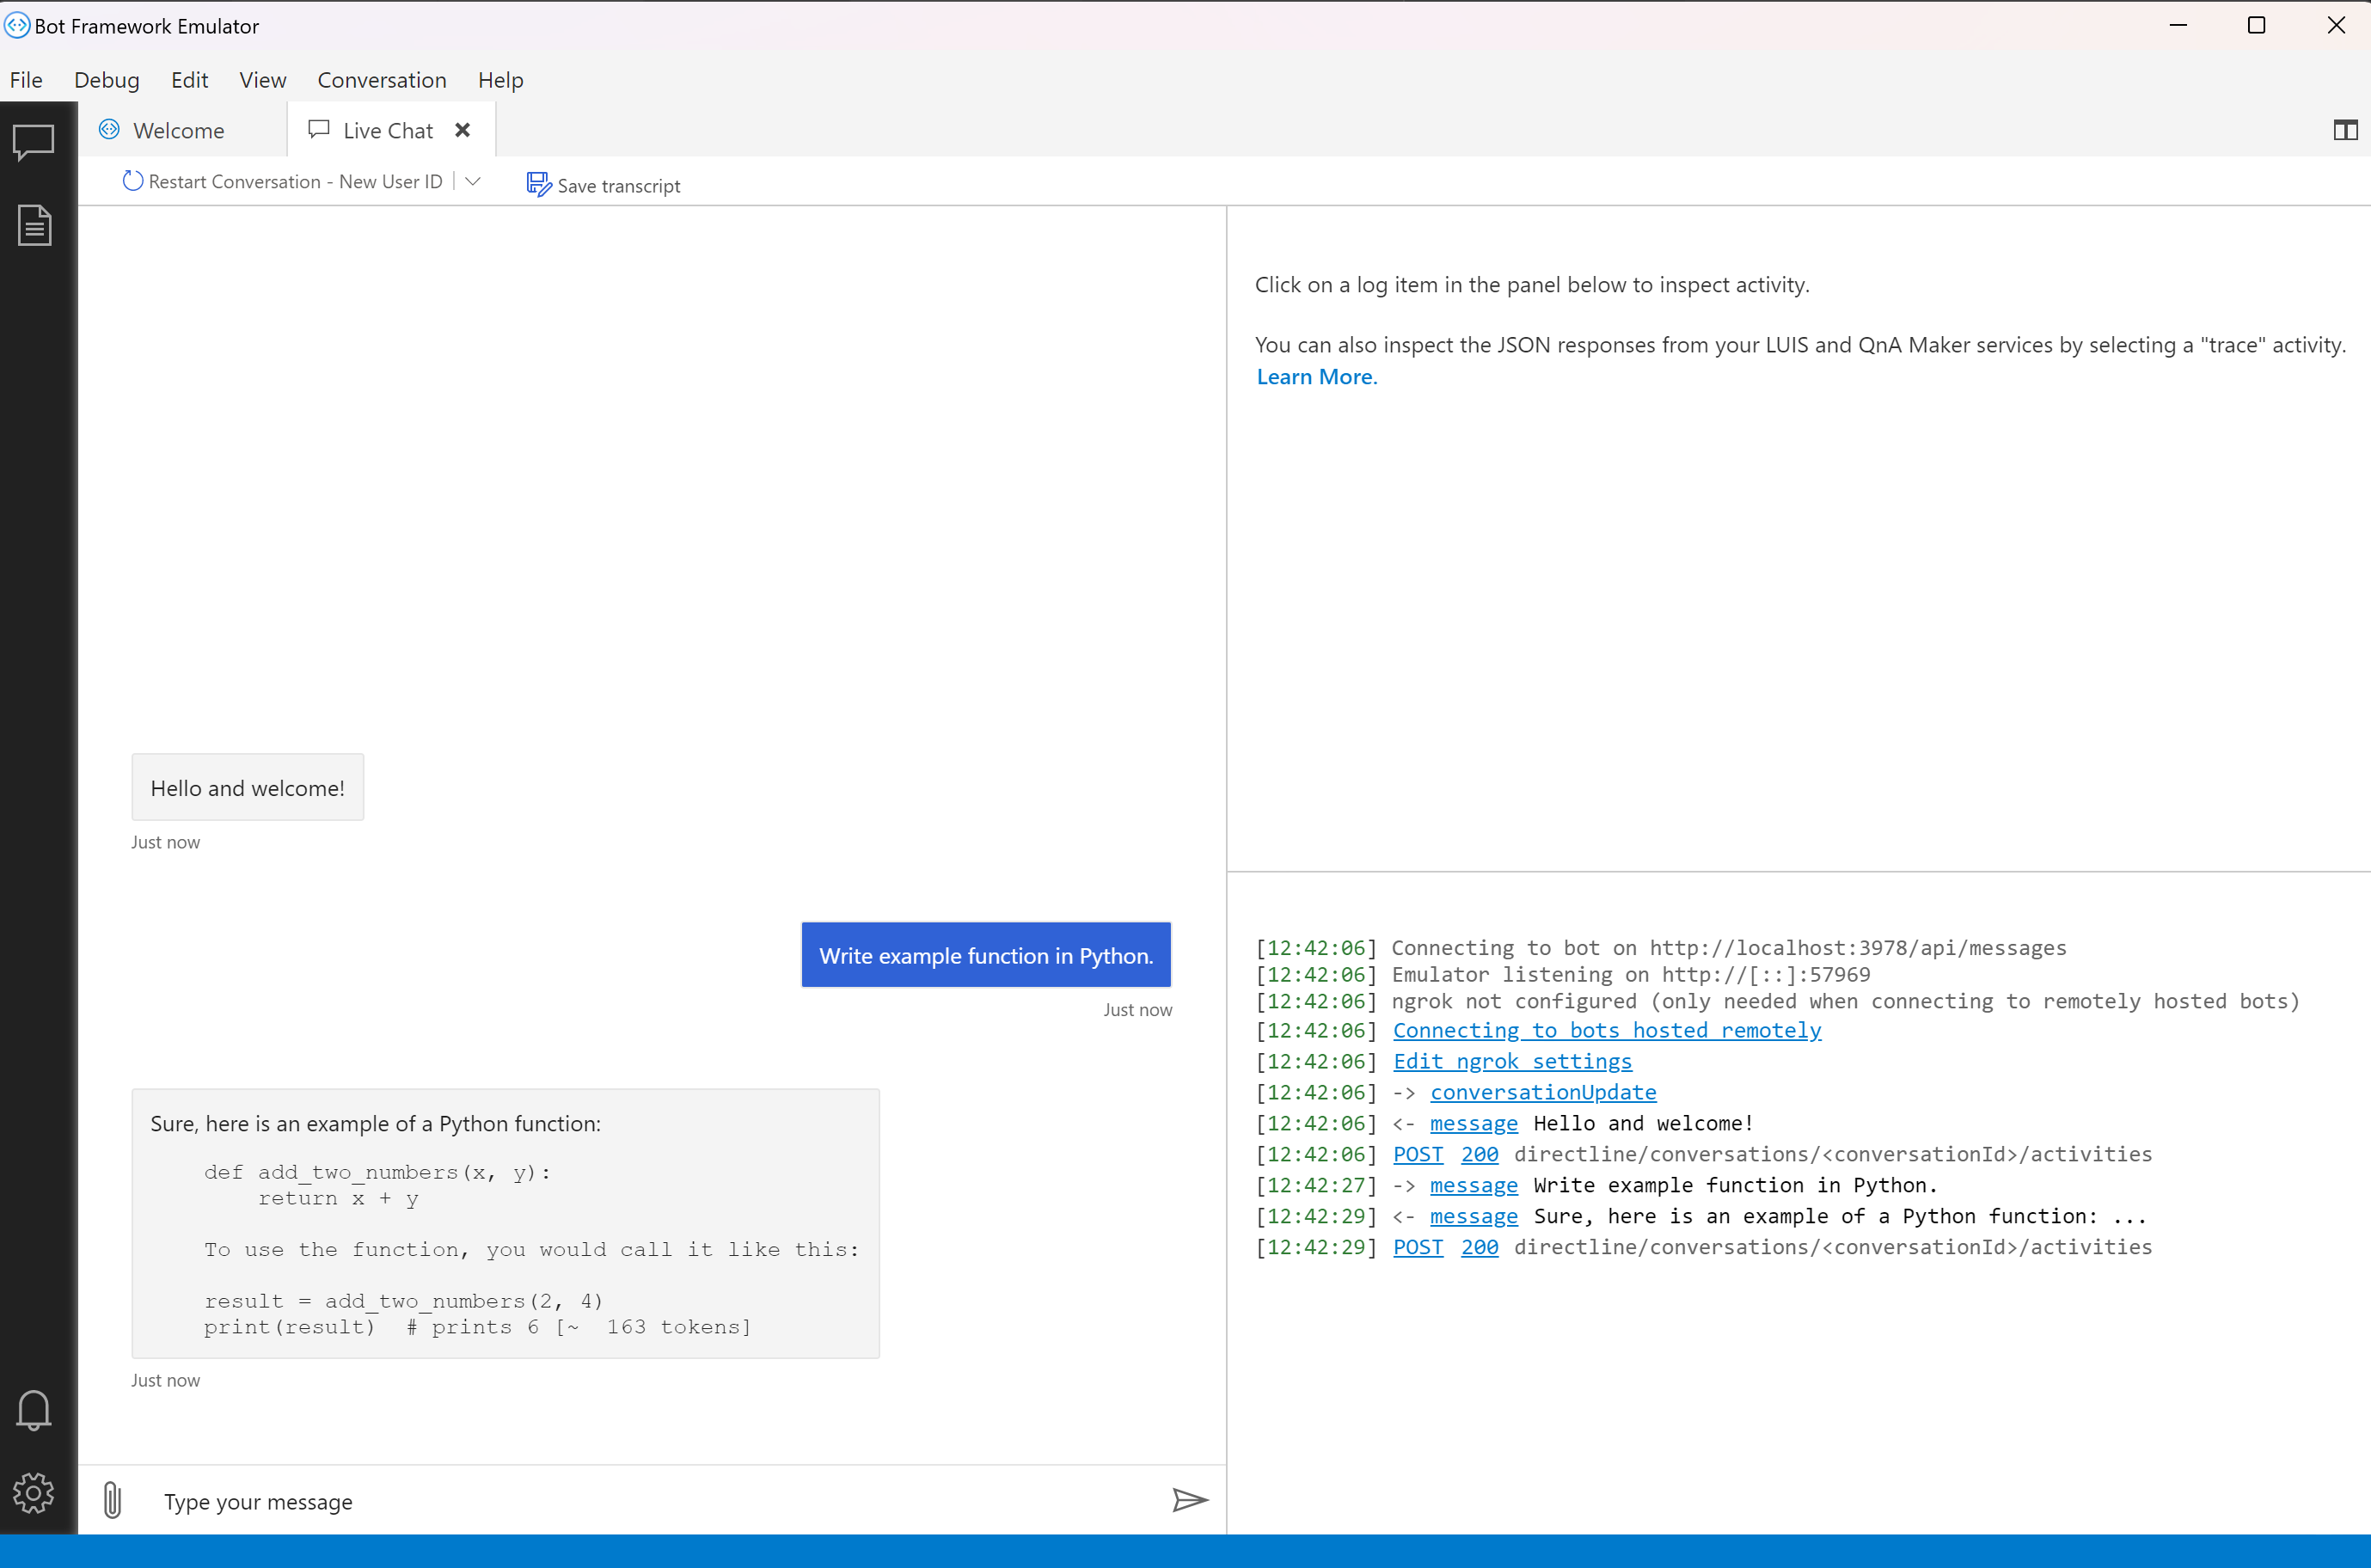 Bot Framework Emulator
File Debug Edit View Conversation Help
Welcome Live Chat
Restart Conversation - New User ID Save transcript
Hello and welcome!
Just now
Write example function in Python.
Just now
Sure, here is an example of a Python function:
def add_two_numbers(x, y):
    return x + y
To use the function, you would call it like this:
result = add_two_numbers(2, 4)
print(result)  # prints 6 [~  163 tokens]
Just now
Type your message
Click on a log item in the panel below to inspect activity.
You can also inspect the JSON responses from your LUIS and QnA Maker services by selecting a "trace" activity.
Learn More.
[12:42:06] Connecting to bot on http://localhost:3978/api/messages
[12:42:06] Emulator listening on http://[::]:57969
[12:42:06] ngrok not configured (only needed when connecting to remotely hosted bots)
[12:42:06] Connecting to bots hosted remotely
[12:42:06] Edit ngrok settings
[12:42:06] -> conversationUpdate
[12:42:06] <- message Hello and welcome!
[12:42:06] POST 200 directline/conversations/<conversationId>/activities
[12:42:27] -> message Write example function in Python.
[12:42:29] <- message Sure, here is an example of a Python function: ...
[12:42:29] POST 200 directline/conversations/<conversationId>/activities